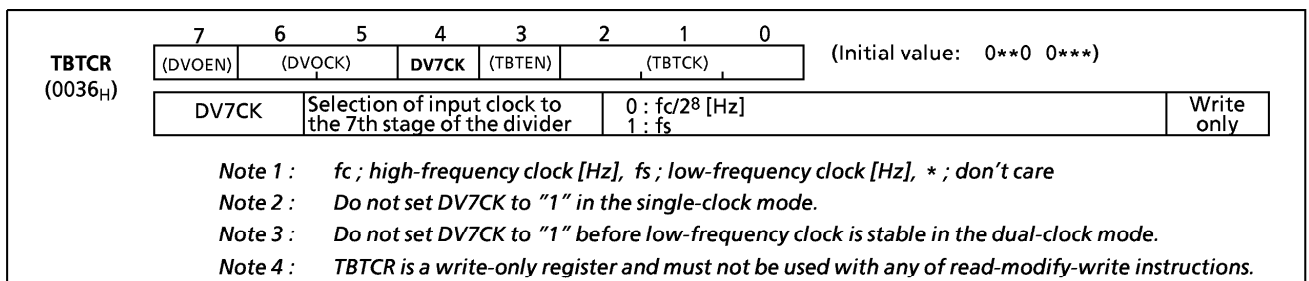 7 6 5 4 3 2 1 0
TBTCR (DVOEN) (DVOCK) DV7CK (TBTEN) (TBTCK) (Initial value: 0**0 0***)
(0036H)
DV7CK Selection of input clock to the 7th stage of the divider 0 : fc/2⁸ [Hz] 1 : fs Write only
Note 1 : fc ; high-frequency clock [Hz], fs ; low-frequency clock [Hz], * ; don't care
Note 2 : Do not set DV7CK to "1" in the single-clock mode.
Note 3 : Do not set DV7CK to "1" before low-frequency clock is stable in the dual-clock mode.
Note 4 : TBTCR is a write-only register and must not be used with any of read-modify-write instructions.